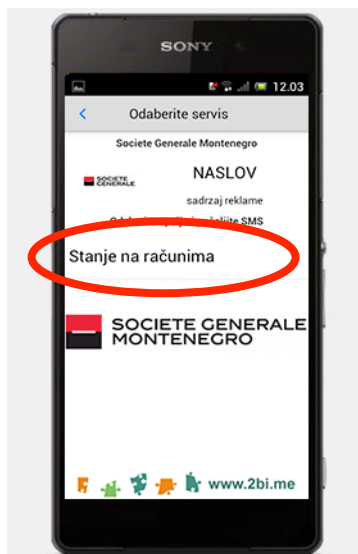 SONY
12.03
Odaberite servis
Societe Generale Montenegro
SOCIETE
GENERALE
NASLOV
sadrzaj reklame
SMS
Stanje na računima
SOCIETE GENERALE
MONTENEGRO
www.2bi.me